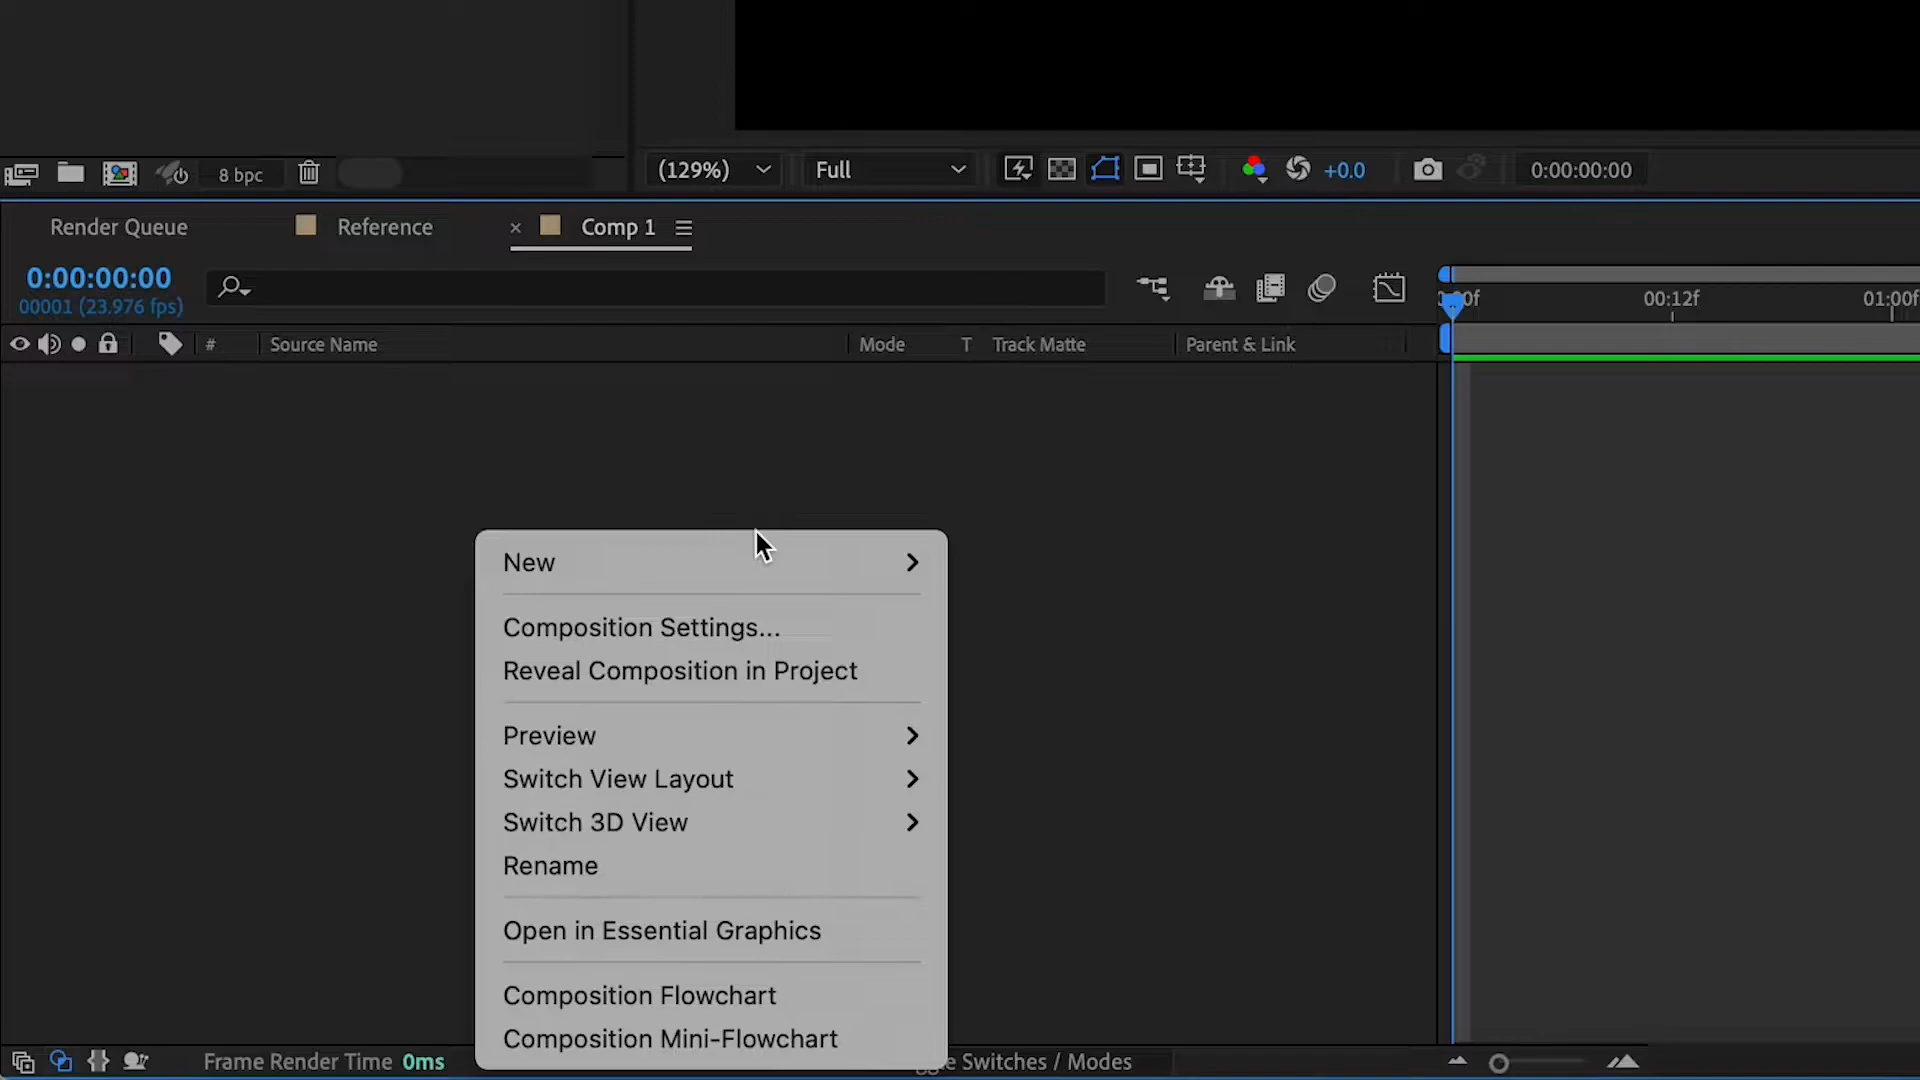 8 bpc
(129%)
Full
+0.0
0:00:00:00
Render Queue
Reference
× Comp 1
0:00:00:00
00001 (23.976 fps)
00:12f
01:00f
# Source Name
Mode
T Track Matte
Parent & Link
New
Composition Settings...
Reveal Composition in Project
Preview
Switch View Layout
Switch 3D View
Rename
Open in Essential Graphics
Composition Flowchart
Composition Mini-Flowchart
Frame Render Time 0ms
Switches / Modes